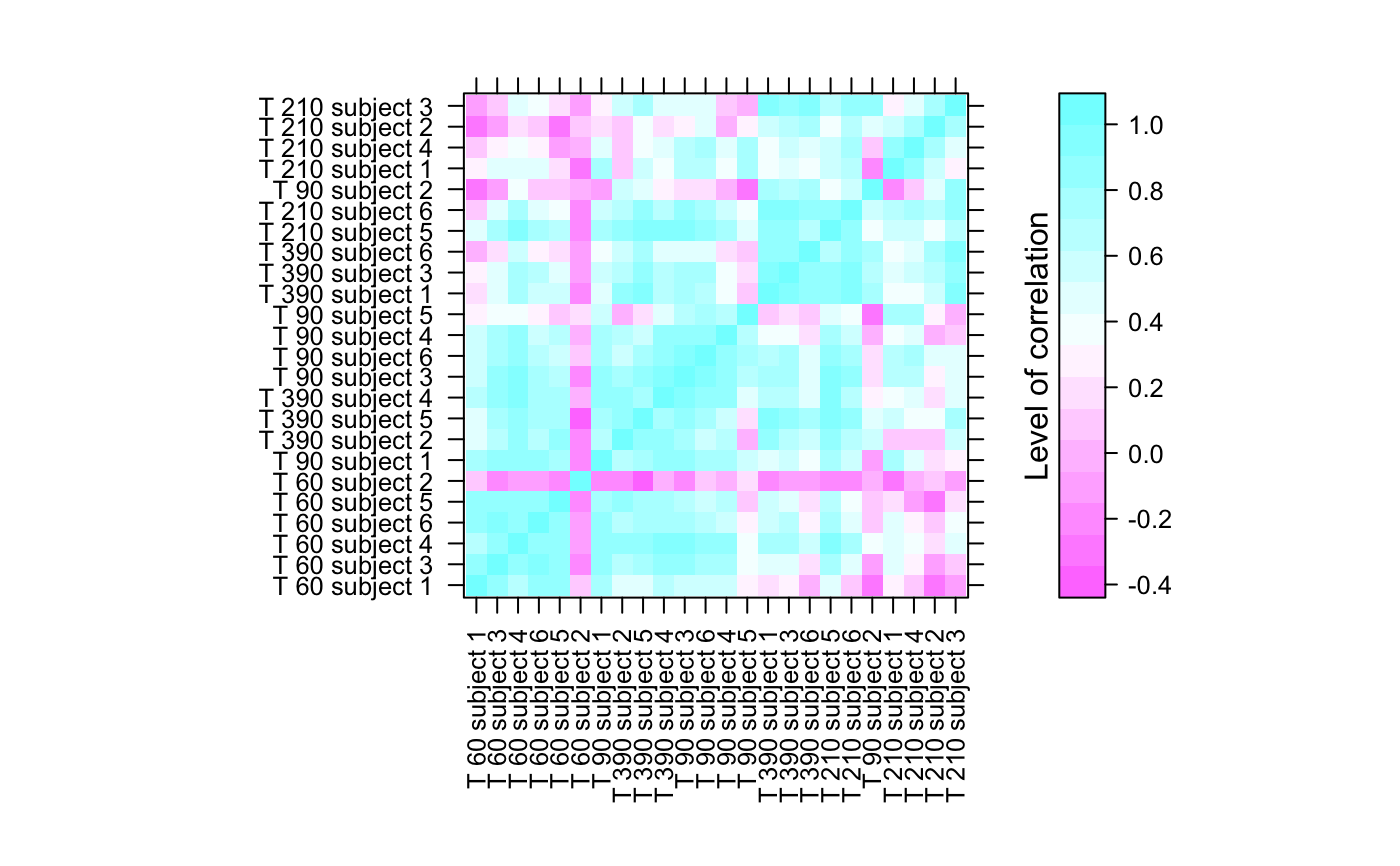 T 210 subject 3
T 210 subject 2
T 210 subject 4
T 210 subject 1
T 90 subject 2
T 210 subject 6
T 210 subject 5
T 390 subject 6
T 390 subject 3
T 390 subject 1
T 90 subject 5
T 90 subject 4
T 90 subject 6
T 90 subject 3
T 390 subject 4
T 390 subject 5
T 390 subject 2
T 90 subject 1
T 60 subject 2
T 60 subject 5
T 60 subject 6
T 60 subject 4
T 60 subject 3
T 60 subject 1
T 60 subject 1
T 60 subject 3
T 60 subject 4
T 60 subject 6
T 60 subject 5
T 60 subject 2
T 90 subject 1
T 390 subject 2
T 390 subject 5
T 390 subject 4
T 90 subject 3
T 90 subject 6
T 90 subject 4
T 90 subject 5
T 390 subject 1
T 390 subject 3
T 390 subject 6
T 210 subject 5
T 210 subject 6
T 90 subject 2
T 210 subject 1
T 210 subject 4
T 210 subject 2
T 210 subject 3
Level of correlation
1.0
0.8
0.6
0.4
0.2
0.0
-0.2
-0.4